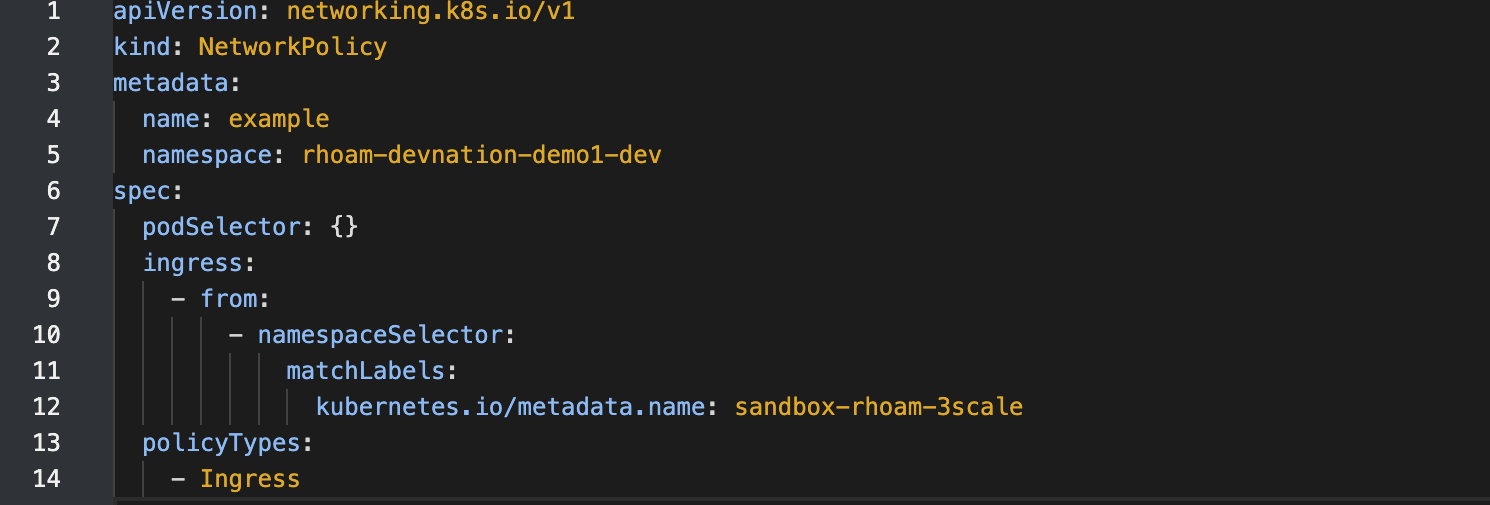 1 apiVersion: networking.k8s.io/v1
2 kind: NetworkPolicy
3 metadata:
4   name: example
5   namespace: rhoam-devnation-demo1-dev
6 spec:
7   podSelector: {}
8   ingress:
9     - from:
10         - namespaceSelector:
11             matchLabels:
12               kubernetes.io/metadata.name: sandbox-rhoam-3scale
13   policyTypes:
14     - Ingress